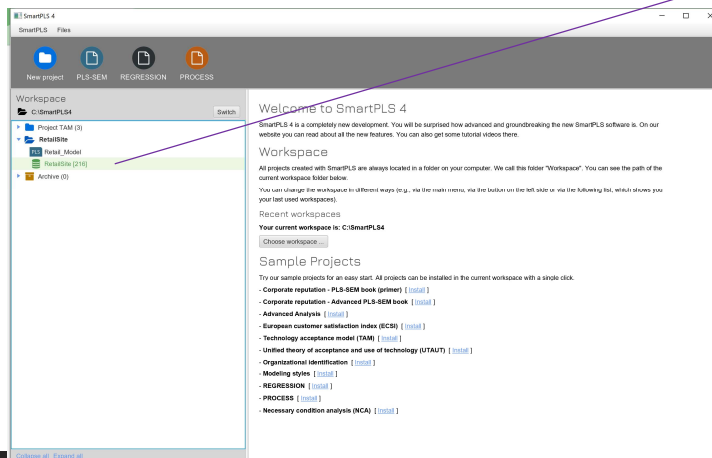 SmartPLS 4
SmartPLS Files
New project PLS-SEM REGRESSION PROCESS
Workspace
C:\SmartPLS4 Switch
Project TAM (3)
RetailSite
PLS Retail_Model
RetailSite [216]
Archive (0)
Collapse all Expand all
Welcome to SmartPLS 4
SmartPLS 4 is a completely new development. You will be surprised how advanced and groundbreaking the new SmartPLS software is. On our
website you can read about all the new features. You can also get some tutorial videos there.
Workspace
All projects created with SmartPLS are always located in a folder on your computer. We call this folder "Workspace". You can see the path of the
current workspace folder below.
You can change the workspace in different ways (e.g., via the main menu, via the button on the left side or via the following list, which shows you
your last used workspaces).
Recent workspaces
Your current workspace is: C:\SmartPLS4
Choose workspace ...
Sample Projects
Try our sample projects for an easy start. All projects can be installed in the current workspace with a single click.
- Corporate reputation - PLS-SEM book (primer) [ Install ]
- Corporate reputation - Advanced PLS-SEM book [ Install ]
- Advanced Analysis [ Install ]
- European customer satisfaction index (ECSI) [ Install ]
- Technology acceptance model (TAM) [ Install ]
- Unified theory of acceptance and use of technology (UTAUT) [ Install ]
- Organizational identification [ Install ]
- Modeling styles [ Install ]
- REGRESSION [ Install ]
- PROCESS [ Install ]
- Necessary condition analysis (NCA) [ Install ]